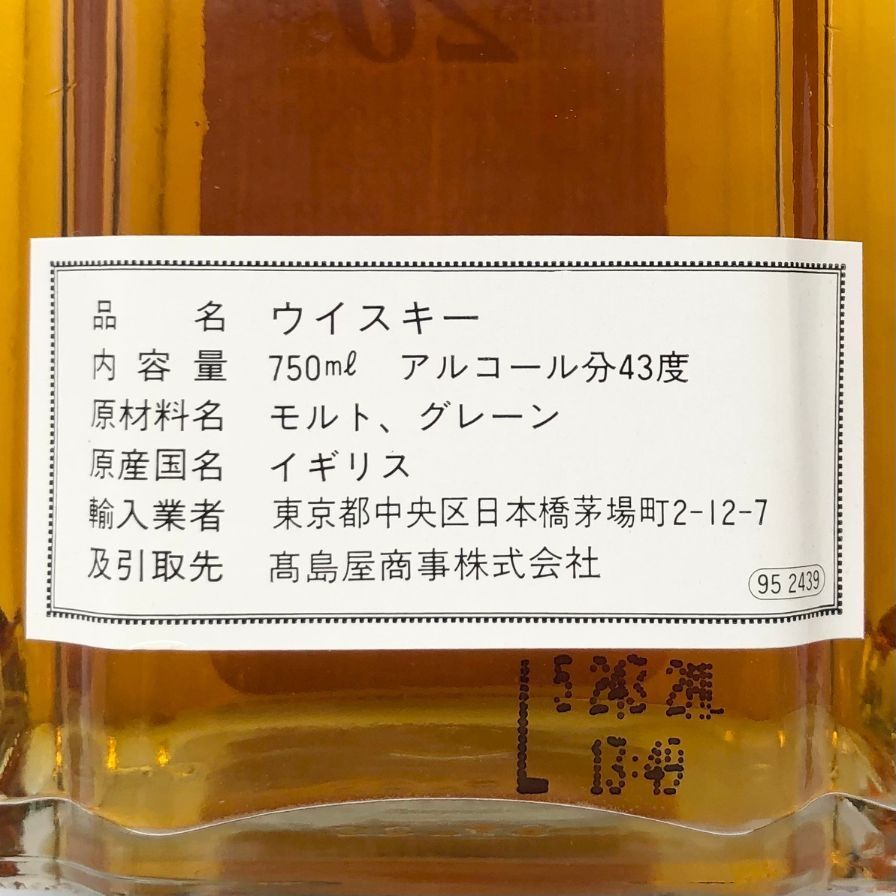 品名 ウイスキー
内容量 750ml アルコール分43度
原材料名 モルト、グレーン
原産国名 イギリス
輸入業者 東京都中央区日本橋茅場町2-12-7
及引取先 髙島屋商事株式会社
95 2439
13:49